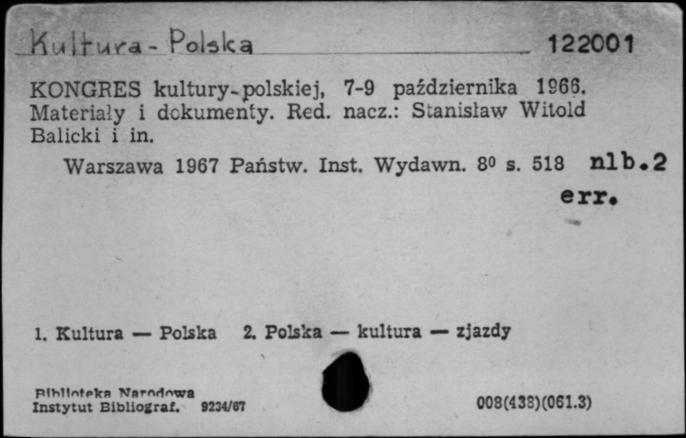 Kultura - Polska 122001
KONGRES kultury-polskiej, 7-9 października 1966.
Materiały i dokumenty. Red. nacz.: Stanisław Witold
Balicki i in.
Warszawa 1967 Państw. Inst. Wydawn. 8⁰ s. 518 nlb.2
err.
1. Kultura — Polska 2. Polska — kultura — zjazdy
Biblioteka Narodowa
Instytut Bibliograf. 9234/67 008(438)(061.3)